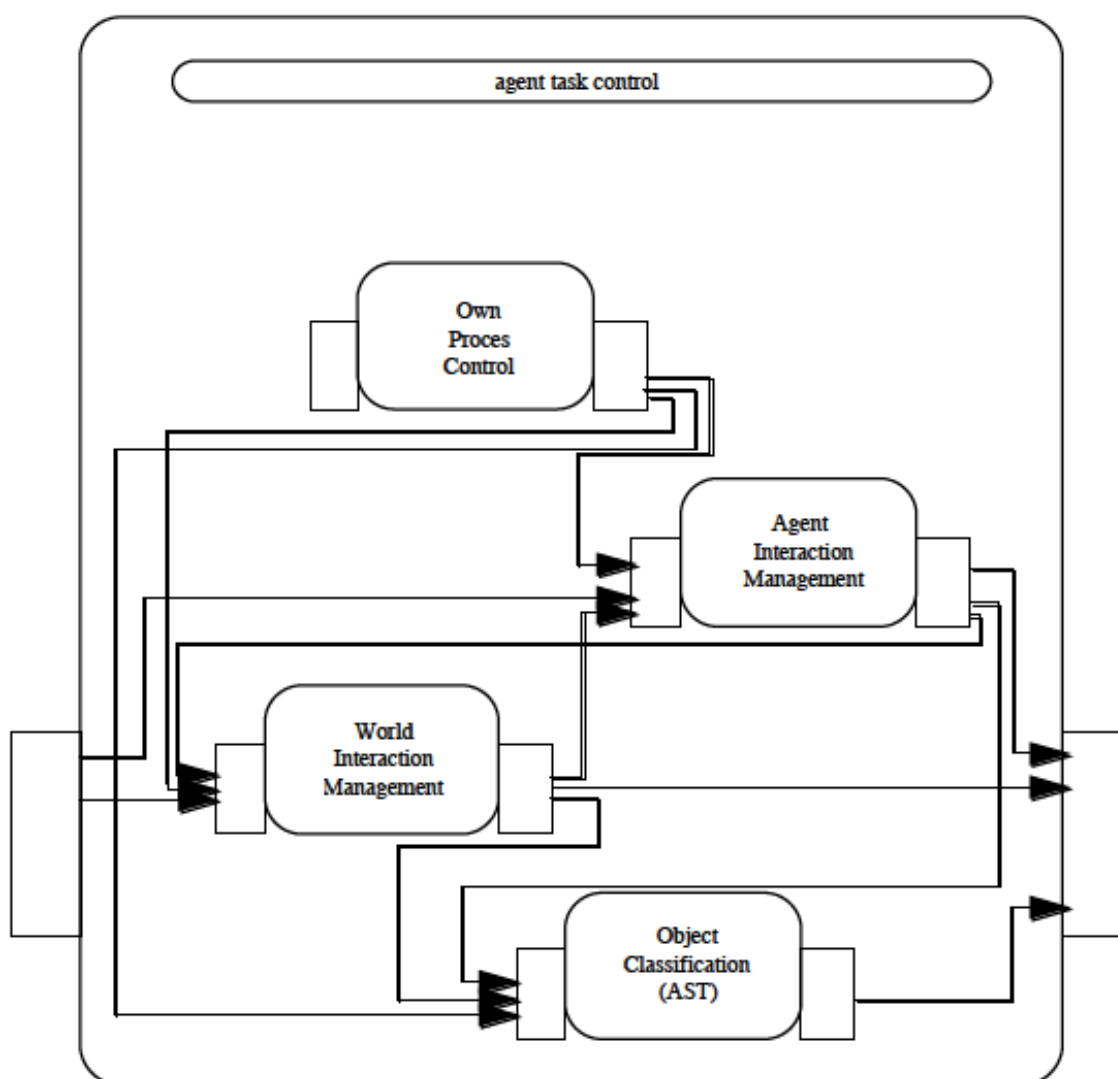 agent task control
Own
Proces
Control
Agent
Interaction
Management
World
Interaction
Management
Object
Classification
(AST)